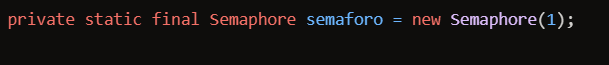 private static final Semaphore semaforo = new Semaphore(1);